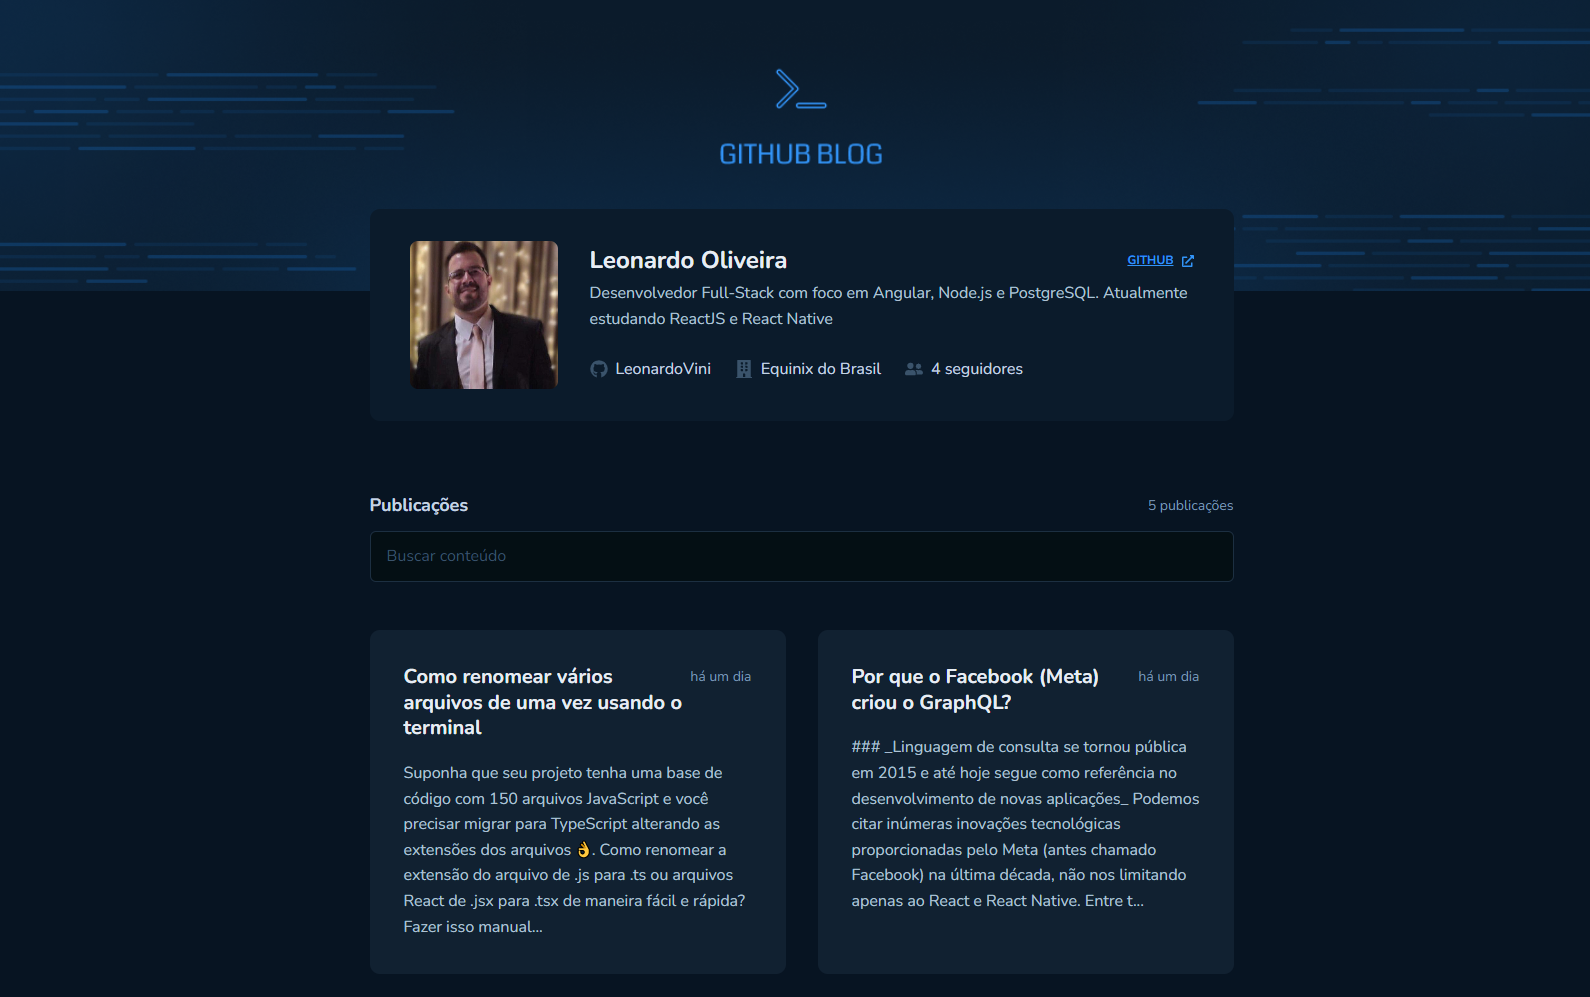 GITHUB BLOG
Leonardo Oliveira
GITHUB
Desenvolvedor Full-Stack com foco em Angular, Node.js e PostgreSQL. Atualmente
estudando ReactJS e React Native
LeonardoVini
Equinix do Brasil
4 seguidores
Publicações
5 publicações
Buscar conteúdo
Como renomear vários
arquivos de uma vez usando o
terminal
há um dia
Suponha que seu projeto tenha uma base de
código com 150 arquivos JavaScript e você
precisar migrar para TypeScript alterando as
extensões dos arquivos 👌. Como renomear a
extensão do arquivo de .js para .ts ou arquivos
React de .jsx para .tsx de maneira fácil e rápida?
Fazer isso manual...
Por que o Facebook (Meta)
criou o GraphQL?
há um dia
### _Linguagem de consulta se tornou pública
em 2015 e até hoje segue como referência no
desenvolvimento de novas aplicações_ Podemos
citar inúmeras inovações tecnológicas
proporcionadas pelo Meta (antes chamado
Facebook) na última década, não nos limitando
apenas ao React e React Native. Entre t...